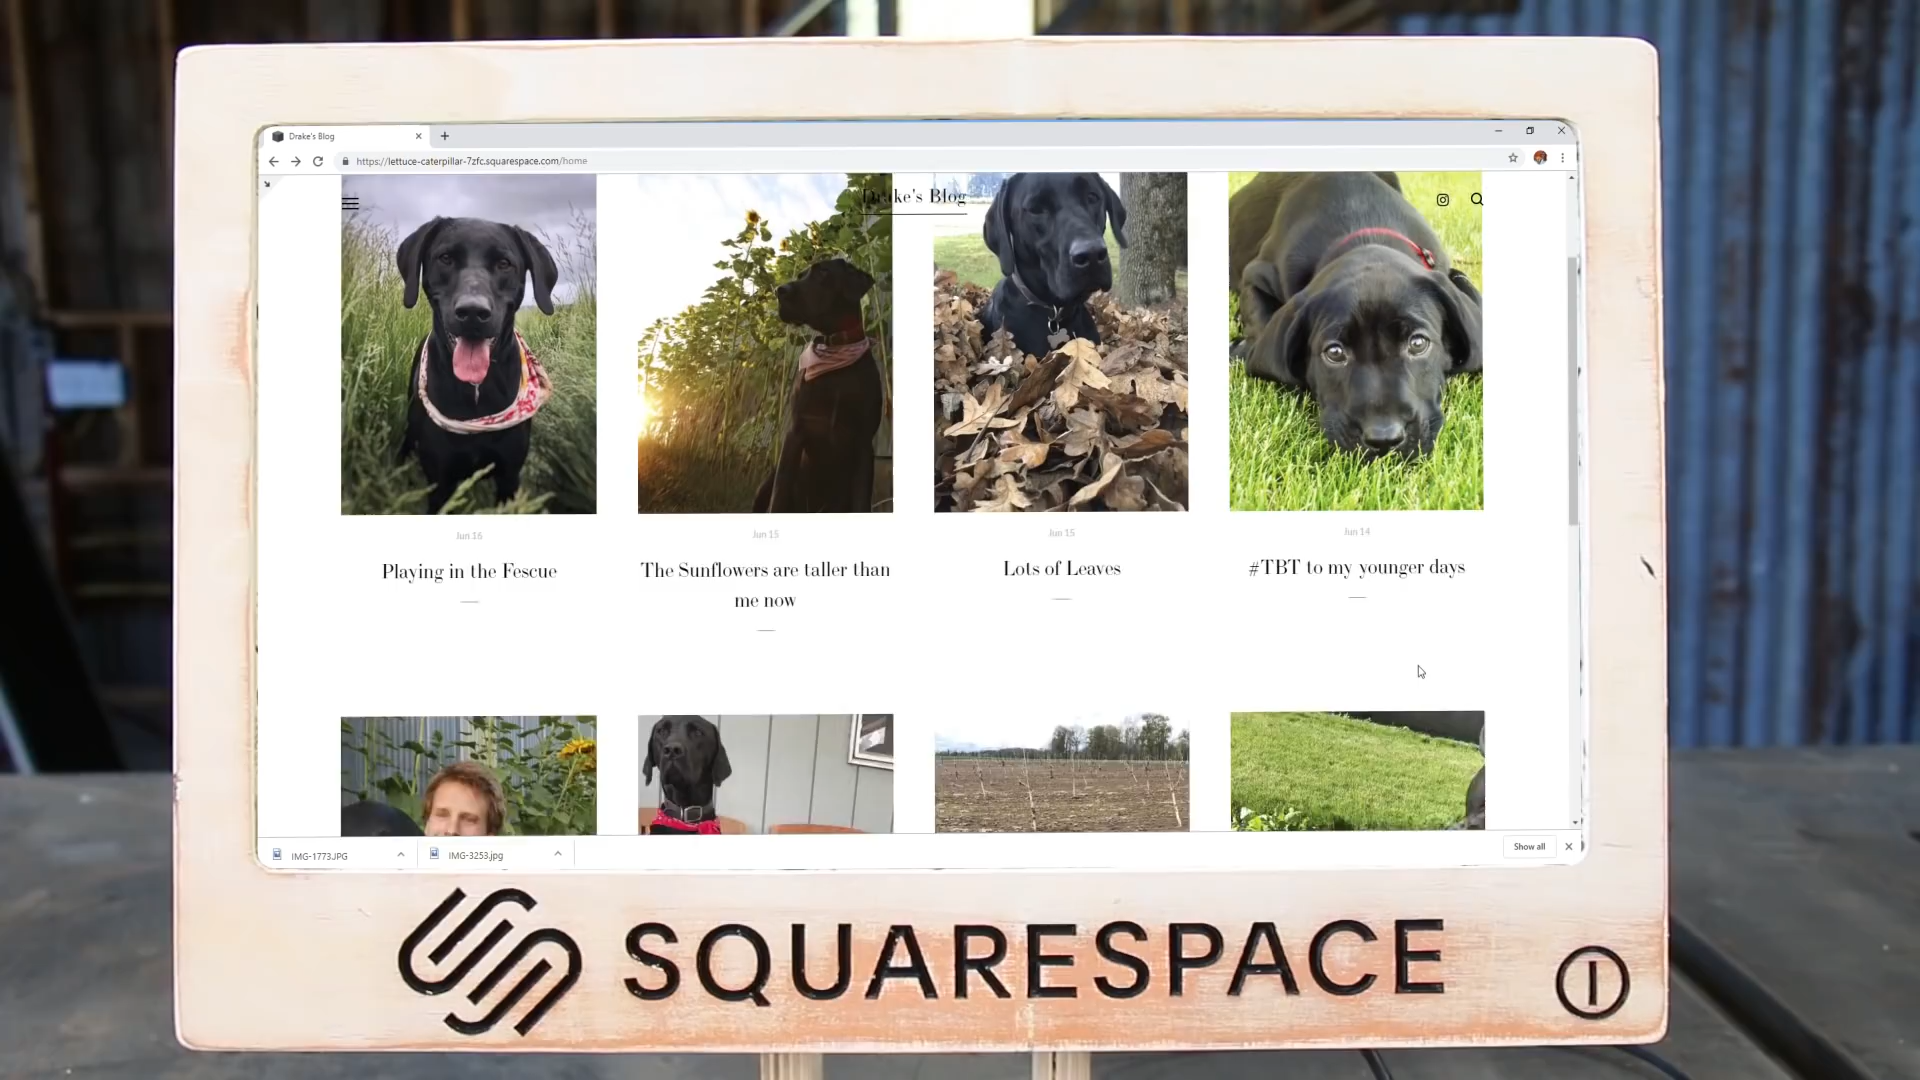 Drake's Blog
https://lettuce-caterpillar-7zfc.squarespace.com/home
Drake's Blog
Jun 16
Jun 15
Jun 15
Jun 14
Playing in the Fescue
The Sunflowers are taller than
me now
Lots of Leaves
#TBT to my younger days
IMG-1773.JPG
IMG-3253.jpg
Show all
SQUARESPACE